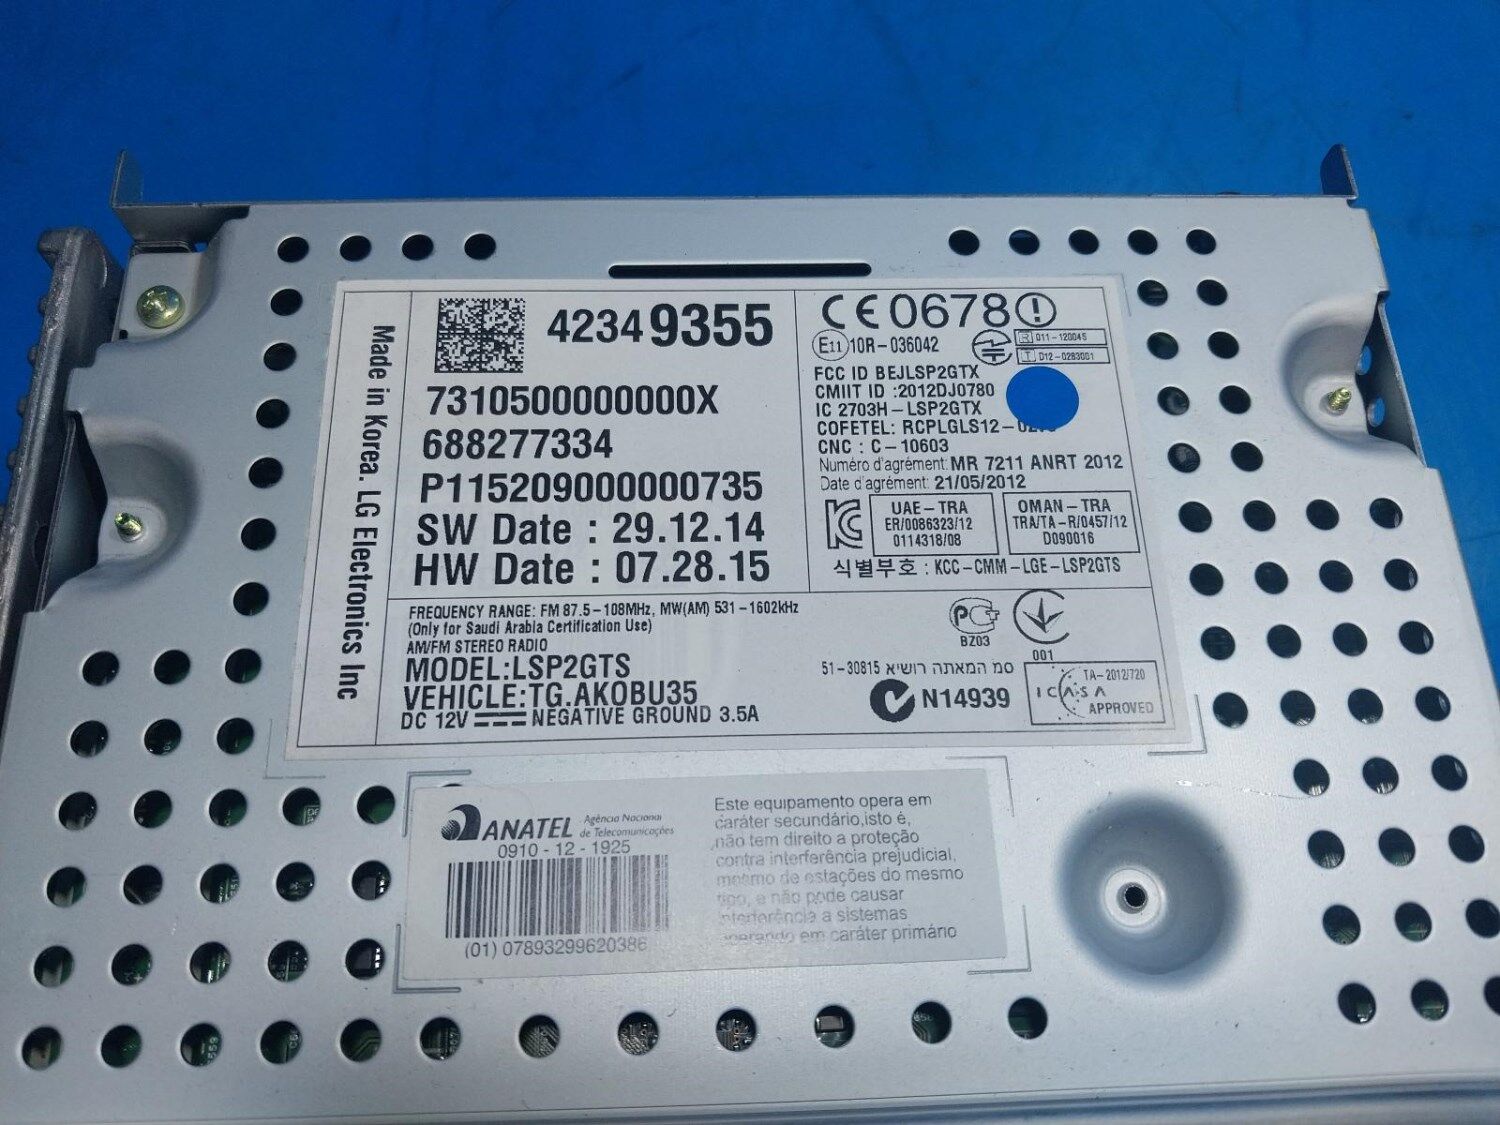 Made in Korea. LG Electronics Inc
42349355
7310500000000X
688277334
P115209000000735
SW Date : 29.12.14
HW Date : 07.28.15
CE0678
E11 10R-036042
R 011-120045
T D12-0283001
FCC ID BEJLSP2GTX
CMIIT ID :2012DJ0780
IC 2703H-LSP2GTX
COFETEL: RCPLGLS12-
CNC : C-10603
Numéro d'agrément: MR 7211 ANRT 2012
Date d'agrément: 21/05/2012
UAE-TRA
ER/0086323/12
0114318/08
OMAN-TRA
TRA/TA-R/0457/12
D090016
식별부호 : KCC-CMM-LGE-LSP2GTS
FREQUENCY RANGE: FM 87.5-108MHz, MW(AM) 531-1602kHz
(Only for Saudi Arabia Certification Use)
AM/FM STEREO RADIO
MODEL:LSP2GTS
VEHICLE:TG.AKOBU35
DC 12V NEGATIVE GROUND 3.5A
BZ03
001
51-30815 סמ המאתה רושיא
N14939
TA-2012/720
ICASA
APPROVED
ANATEL
Agência Nacional
de Telecomunicações
0910-12-1925
(01) 07893299620386
Este equipamento opera em
caráter secundário,isto é,
não tem direito a proteção
contra interferência prejudicial,
mesmo de estações do mesmo
tipo, e não pode causar
interferência a sistemas
operando em caráter primário